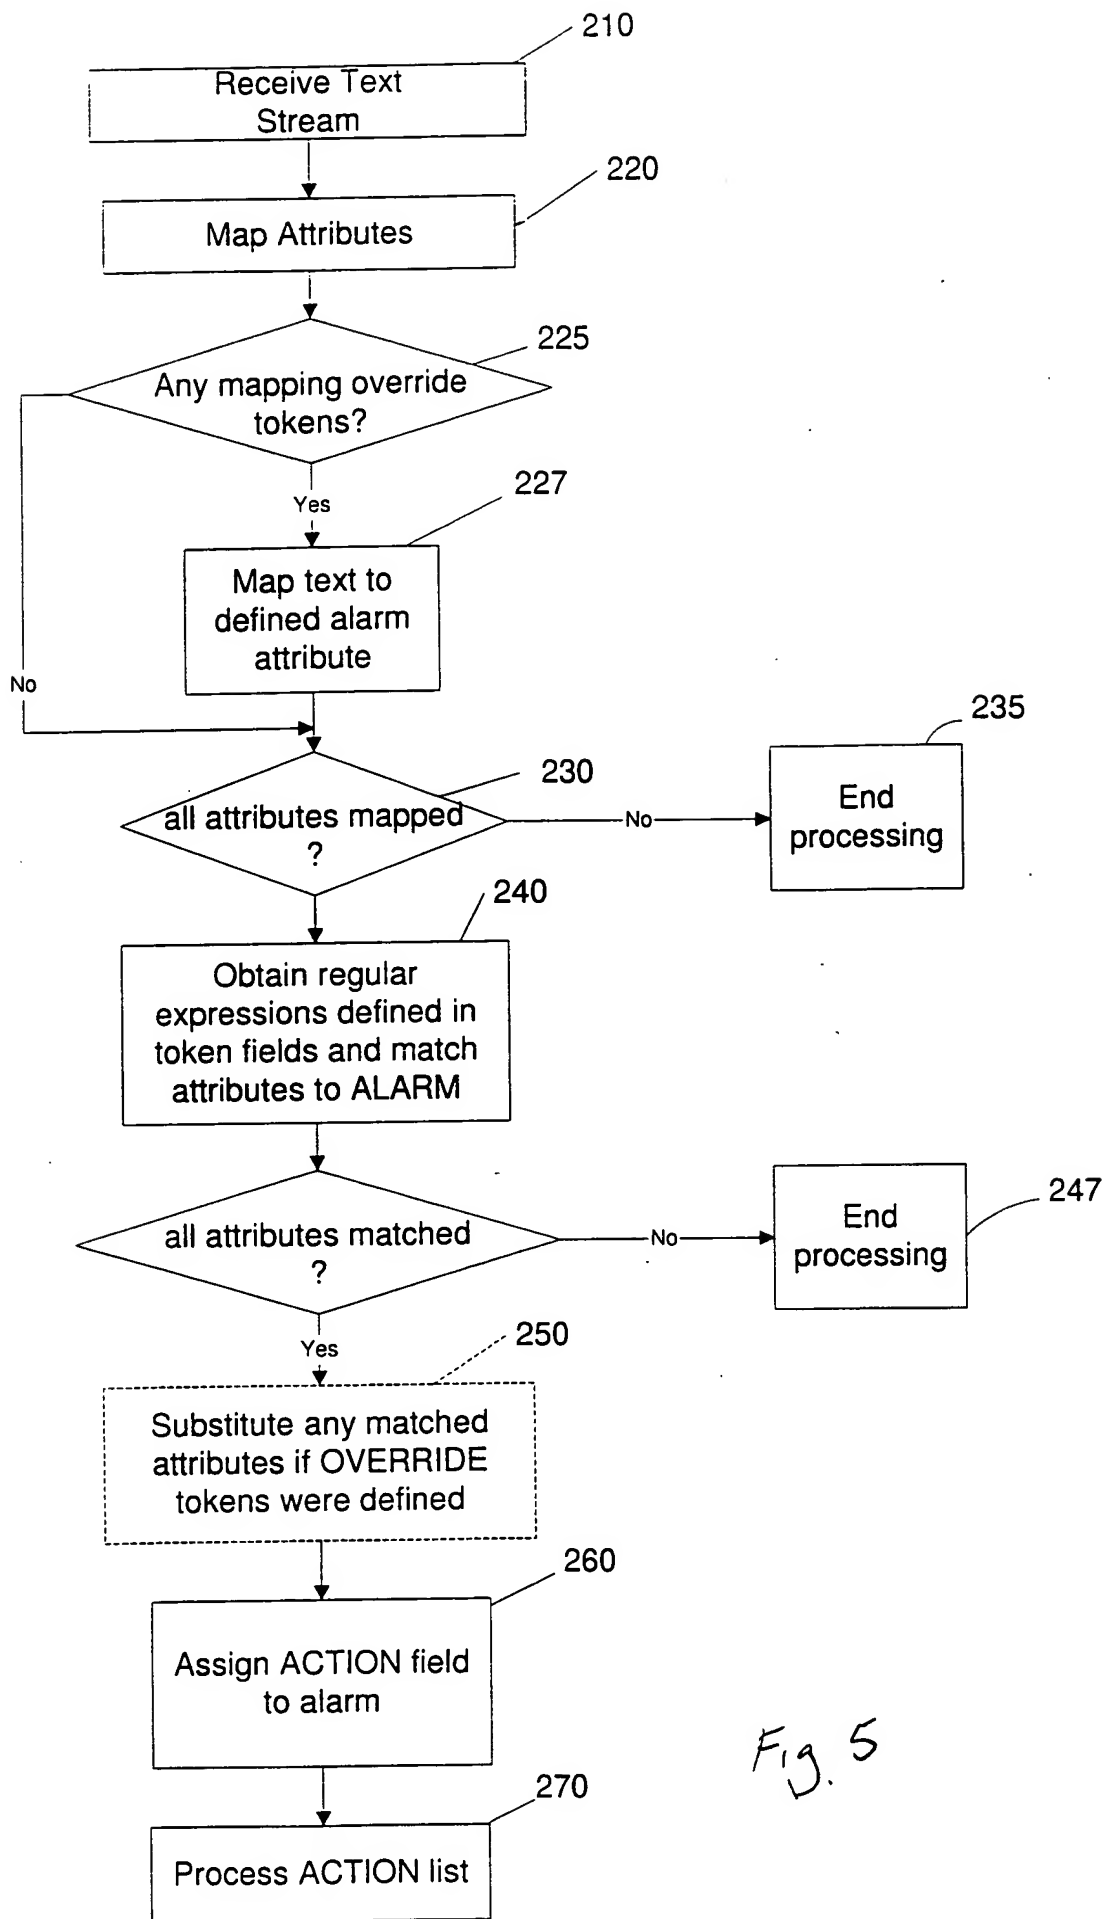 210
Receive Text
Stream
220
Map Attributes
225
Any mapping override
tokens?
227
Yes
Map text to
defined alarm
attribute
No
235
230
all attributes mapped
?
No
End
processing
240
Obtain regular
expressions defined in
token fields and match
attributes to ALARM
247
all attributes matched
?
No
End
processing
Yes
250
Substitute any matched
attributes if OVERRIDE
tokens were defined
260
Assign ACTION field
to alarm
Fig. 5
270
Process ACTION list